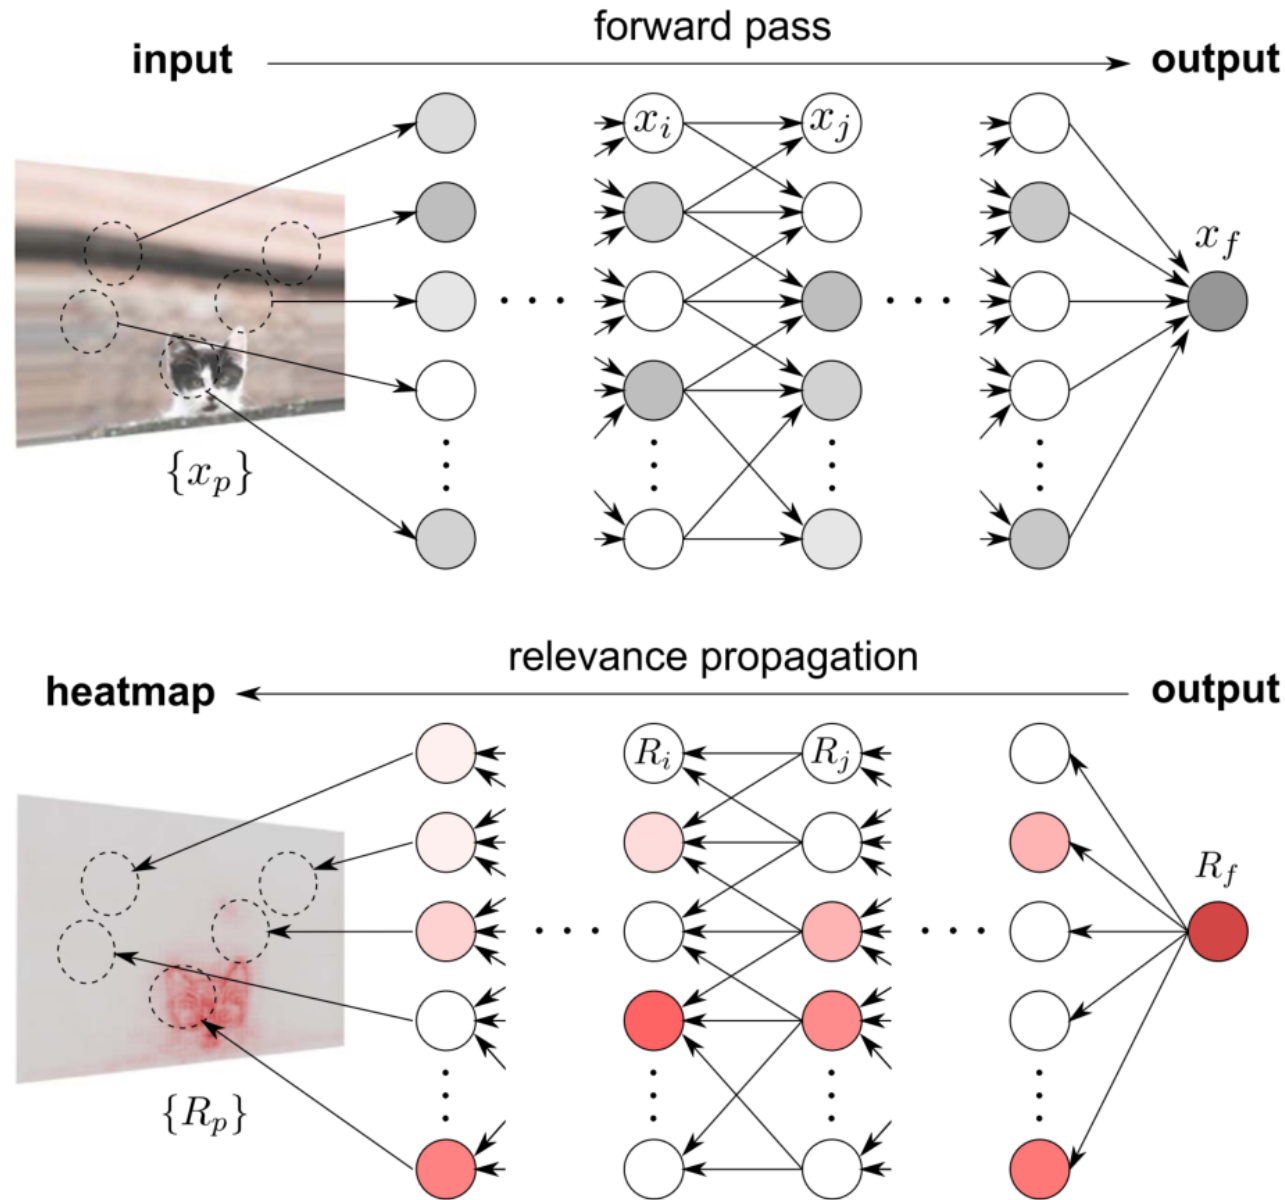 forward pass
input
output
x_i
x_j
x_f
{x_p}
relevance propagation
heatmap
output
R_i
R_j
R_f
{R_p}